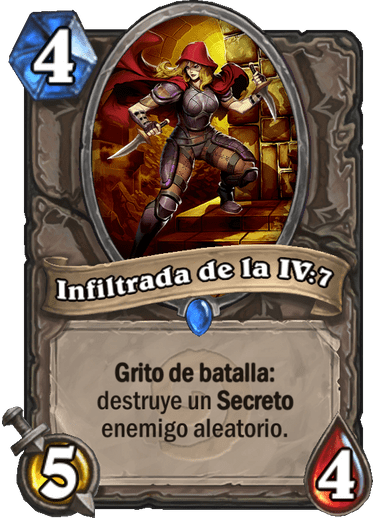 4
Infiltrada de la IV:7
Grito de batalla:
destruye un Secreto
enemigo aleatorio.
5
4